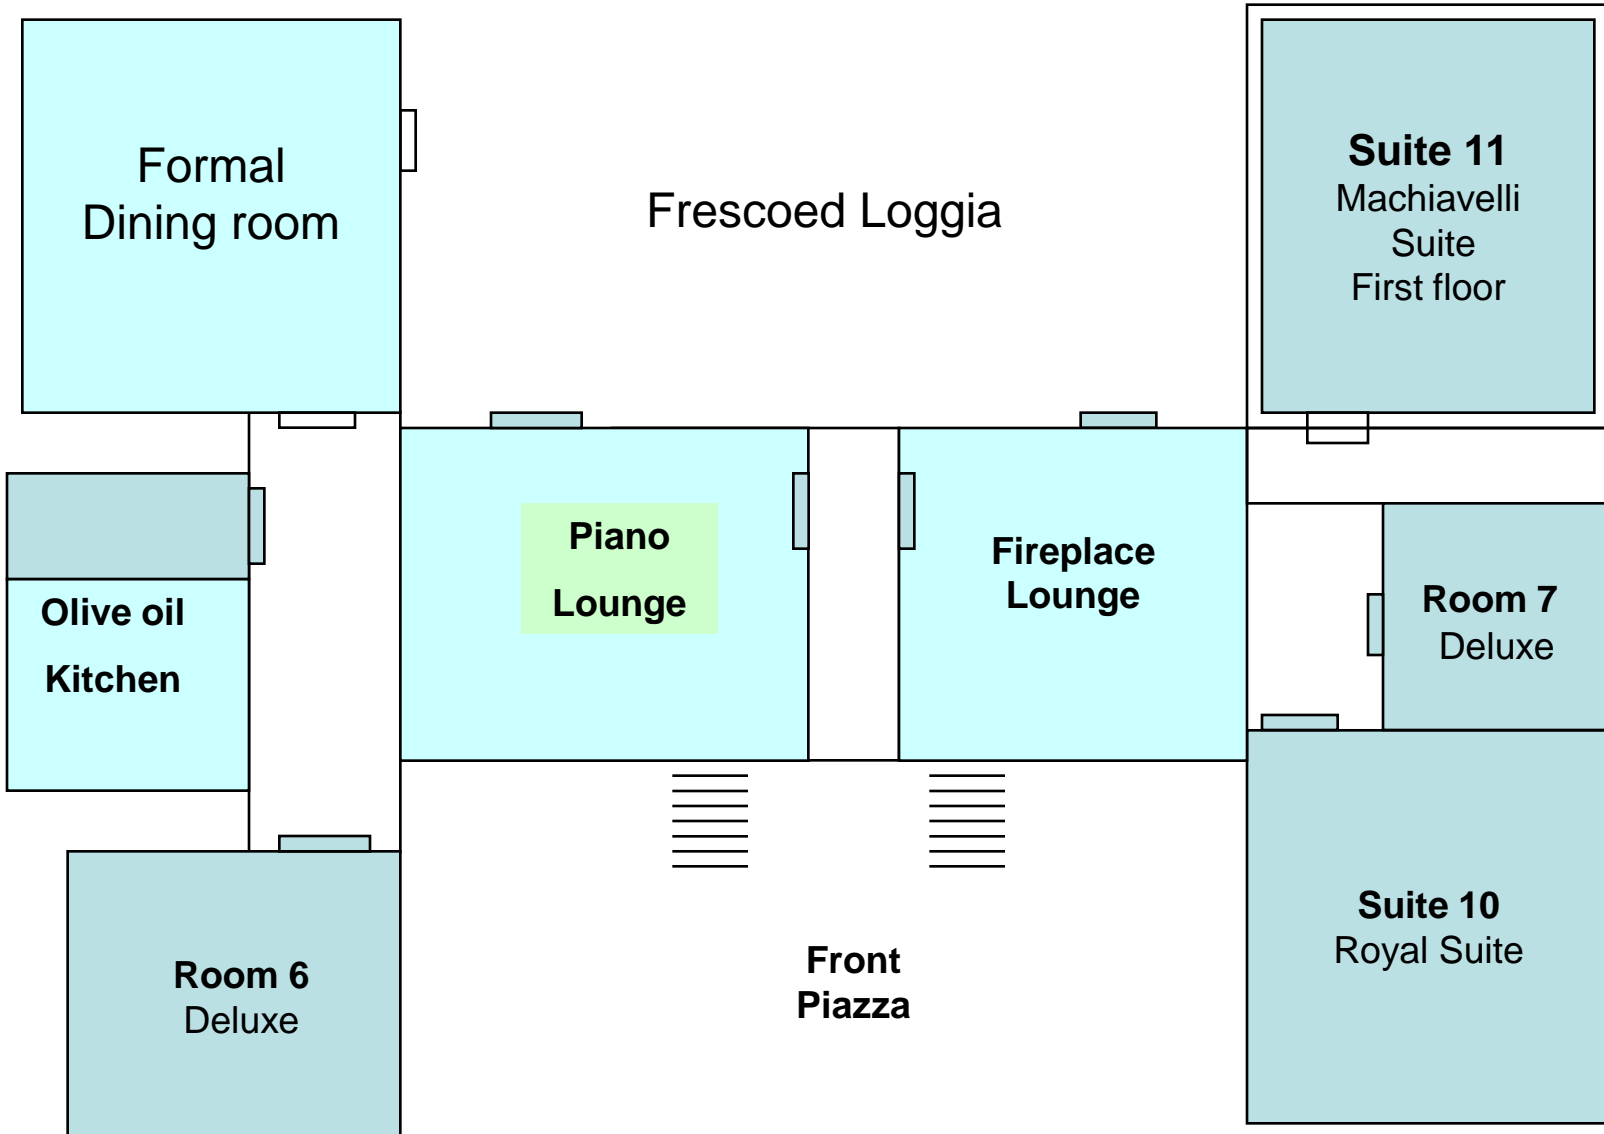 Formal
Dining room
Frescoed Loggia
Suite 11
Machiavelli
Suite
First floor
Olive oil
Kitchen
Piano
Lounge
Fireplace
Lounge
Room 7
Deluxe
Room 6
Deluxe
Front
Piazza
Suite 10
Royal Suite